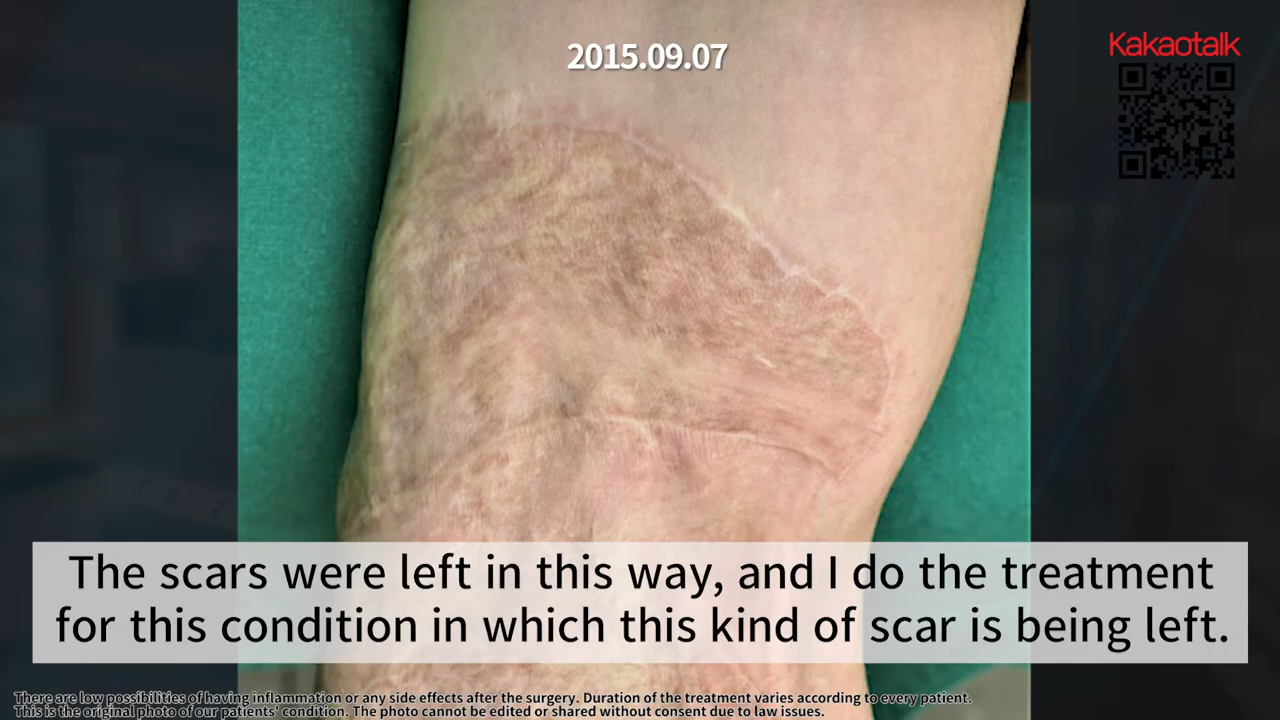 2015.09.07
Kakaotalk
The scars were left in this way, and I do the treatment
for this condition in which this kind of scar is being left.
There are low possibilities of having inflammation or any side effects after the surgery. Duration of the treatment varies according to every patient.
This is the original photo of our patients' condition. The photo cannot be edited or shared without consent due to law issues.